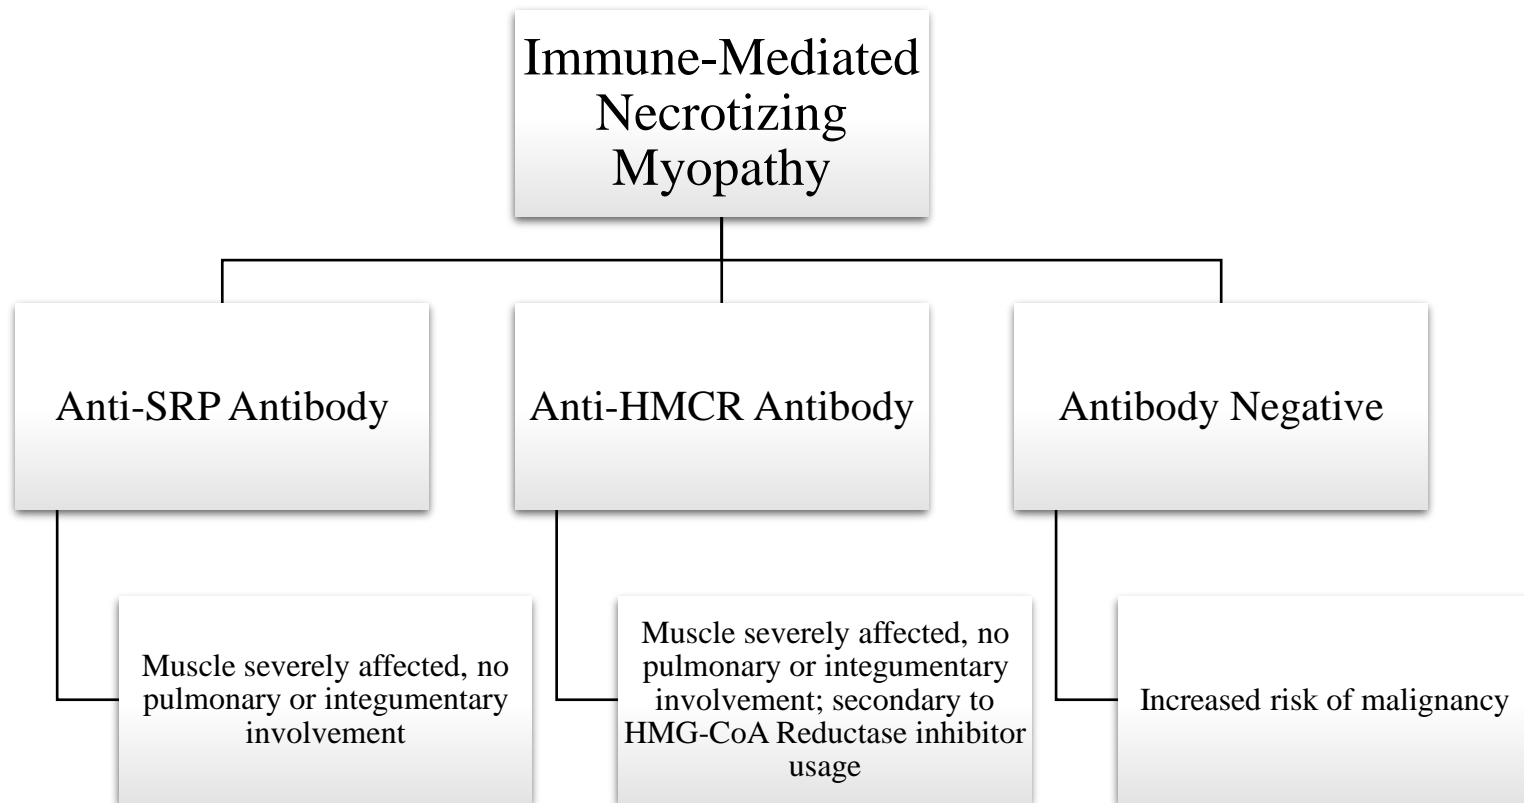 Immune-Mediated
Necrotizing
Myopathy
Anti-SRP Antibody
Anti-HMCR Antibody
Antibody Negative
Muscle severely affected, no
pulmonary or integumentary
involvement
Muscle severely affected, no
pulmonary or integumentary
involvement; secondary to
HMG-CoA Reductase inhibitor
usage
Increased risk of malignancy